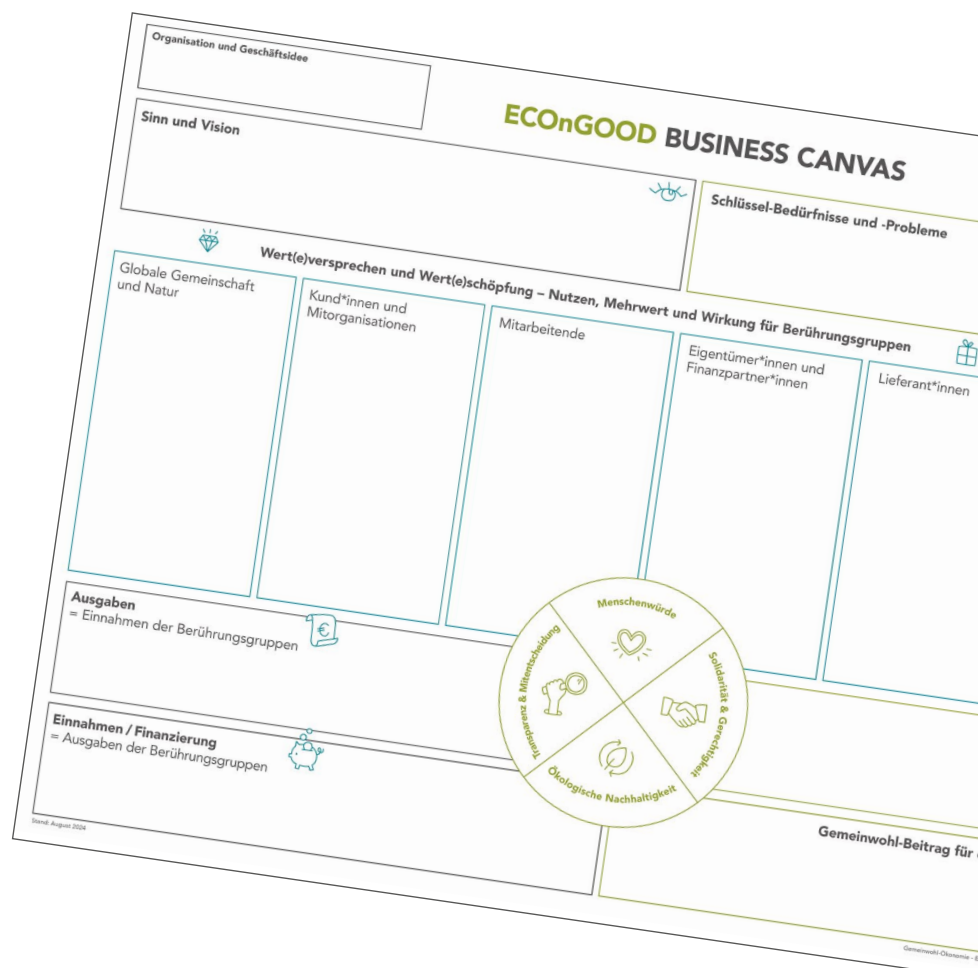 Organisation und Geschäftsidee
ECOnGOOD BUSINESS CANVAS
Sinn und Vision
Schlüssel-Bedürfnisse und -Probleme
Wert(e)versprechen und Wert(e)schöpfung – Nutzen, Mehrwert und Wirkung für Berührungsgruppen
Globale Gemeinschaft
und Natur
Kund*innen und
Mitorganisationen
Mitarbeitende
Eigentümer*innen und
Finanzpartner*innen
Lieferant*innen
Ausgaben
= Einnahmen der Berührungsgruppen
Menschenwürde
Transparenz & Mitentscheidung
Solidarität & Gerechtigkeit
Ökologische Nachhaltigkeit
Einnahmen / Finanzierung
= Ausgaben der Berührungsgruppen
Gemeinwohl-Beitrag für
Stand: August 2024
Gemeinwohl-Ökonomie -